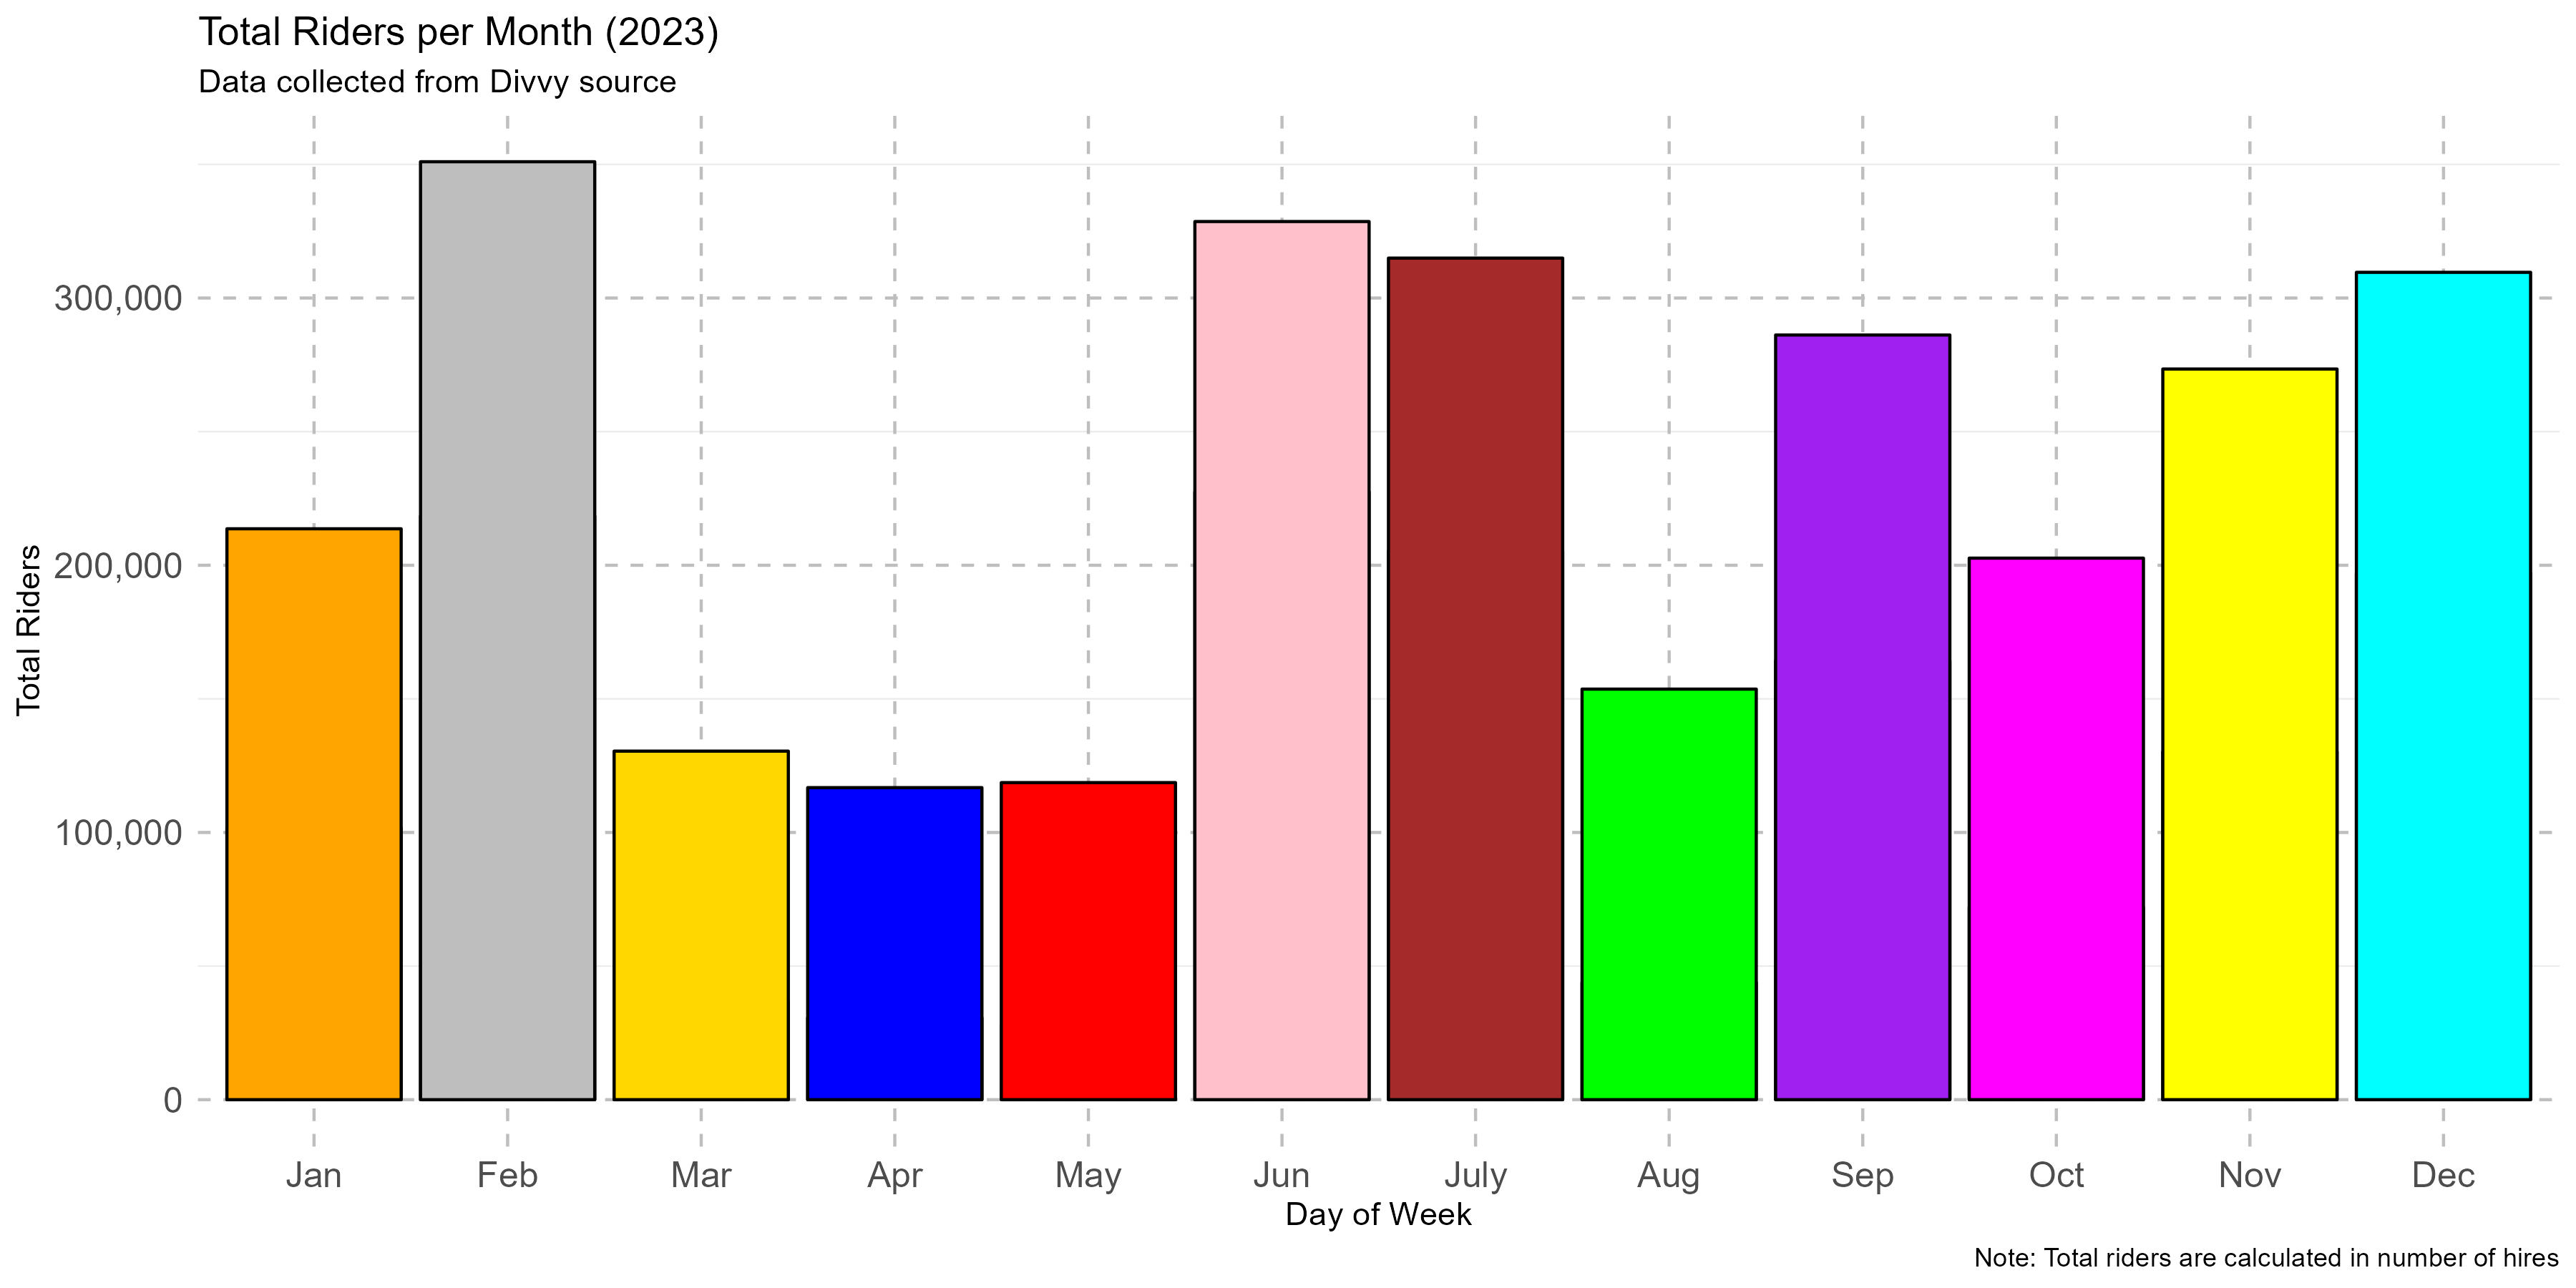 Total Riders per Month (2023)
Data collected from Divvy source
Total Riders
300,000
200,000
100,000
0
Jan Feb Mar Apr May Jun July Aug Sep Oct Nov Dec
Day of Week
Note: Total riders are calculated in number of hires